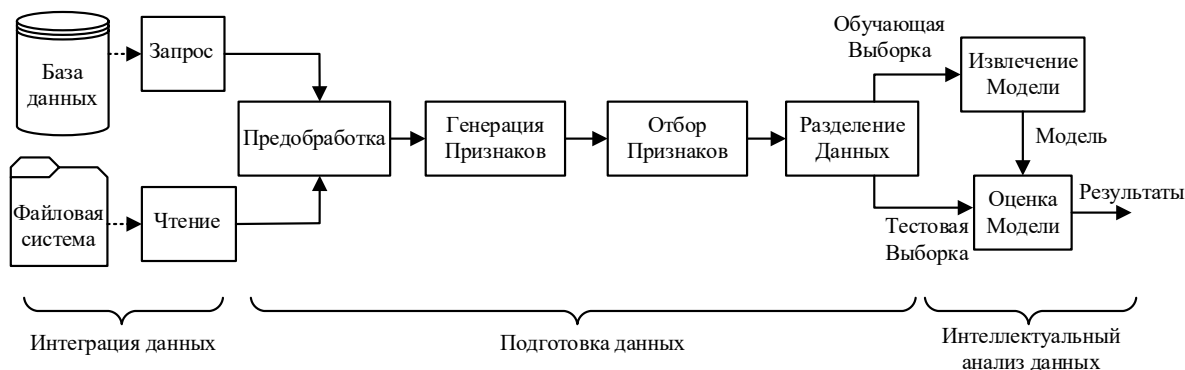 База
данных
Запрос
Файловая
система
Чтение
Предобработка
Генерация
Признаков
Отбор
Признаков
Разделение
Данных
Обучающая
Выборка
Извлечение
Модели
Модель
Тестовая
Выборка
Оценка
Модели
Результаты
Интеграция данных
Подготовка данных
Интеллектуальный
анализ данных